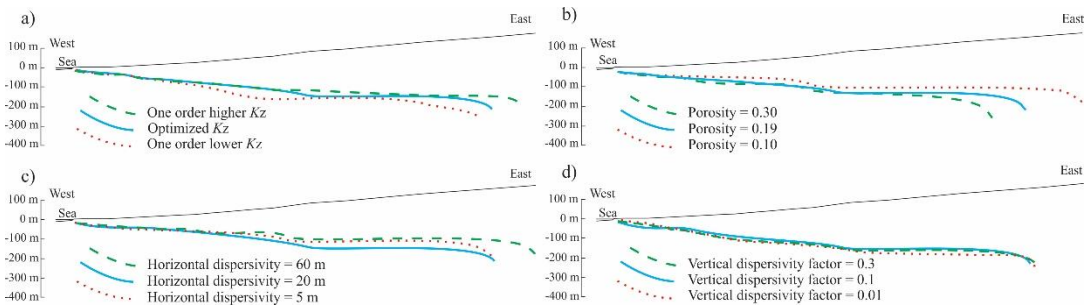 a)
East
West
100 m
Sea
0 m
-100 m
-200 m
-300 m
-400 m
One order higher Kz
Optimized Kz
One order lower Kz
b)
East
West
100 m
Sea
0 m
-100 m
-200 m
-300 m
-400 m
Porosity = 0.30
Porosity = 0.19
Porosity = 0.10
c)
East
West
100 m
Sea
0 m
-100 m
-200 m
-300 m
-400 m
Horizontal dispersivity = 60 m
Horizontal dispersivity = 20 m
Horizontal dispersivity = 5 m
d)
East
West
100 m
Sea
0 m
-100 m
-200 m
-300 m
-400 m
Vertical dispersivity factor = 0.3
Vertical dispersivity factor = 0.1
Vertical dispersivity factor = 0.01